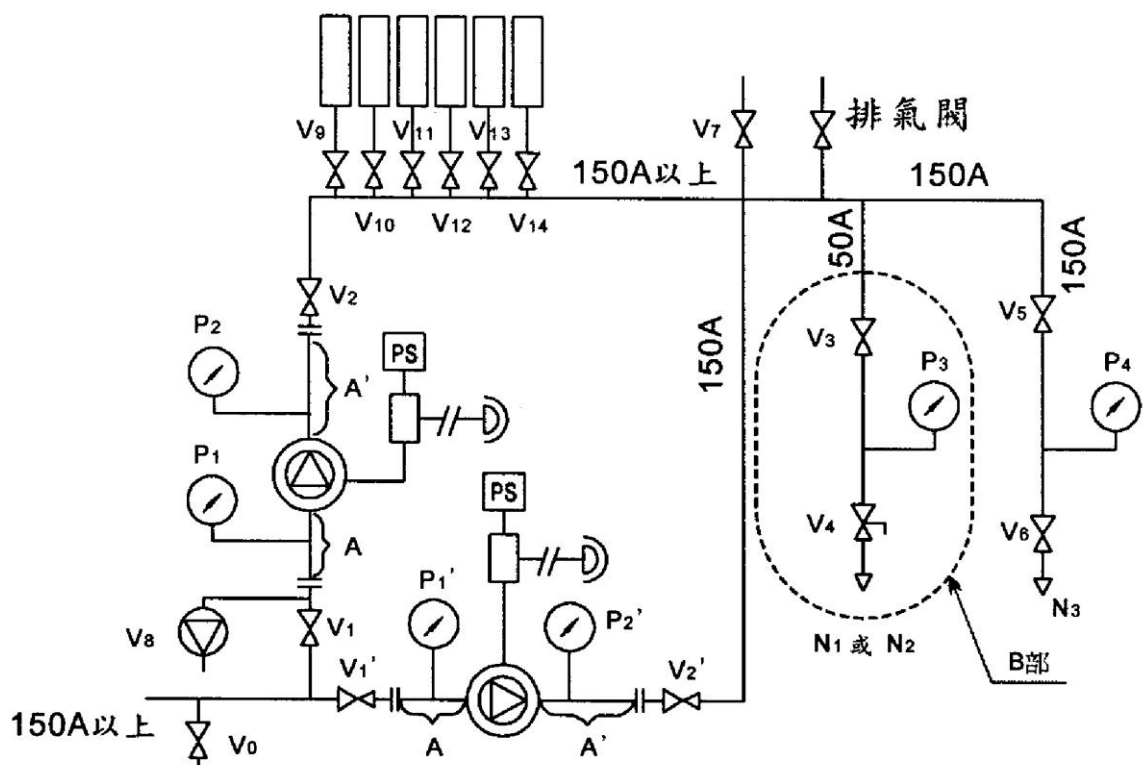 V9
V11
V13
V7
排氣閥
150A以上
150A
V10
V12
V14
50A
150A
V2
P2
PS
A'
150A
V3
V5
P3
P4
P1
A
PS
V4
V6
P1'
P2'
V8
V1
N1 或 N2
N3
V1'
V2'
B部
150A以上
V0
A
A'